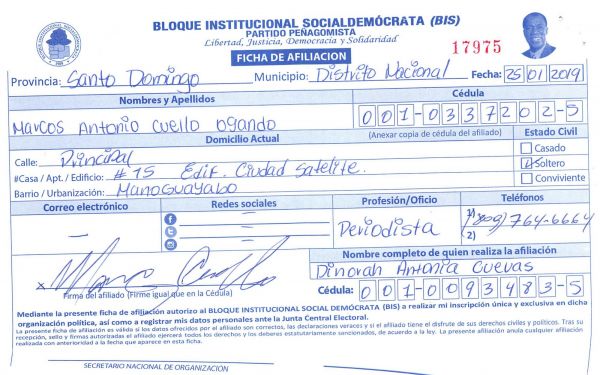 BLOQUE INSTITUCIONAL SOCIALDEMÓCRATA (BIS)
PARTIDO PEÑAGOMISTA
Libertad, Justicia, Democracia y Solidaridad
17975
FICHA DE AFILIACION
Provincia: Santo Domingo Municipio: Distrito Nacional Fecha: 25 01 2019
Nombres y Apellidos Cédula
Marcos Antonio Cuello Ogando 001-0337202-5
Domicilio Actual (Anexar copia de cédula del afiliado) Estado Civil
Calle: Principal Casado
#Casa / Apt. / Edificio: # 15 Edif. Ciudad Satelite. Soltero
Barrio / Urbanización: Manoguayabo Conviviente
Correo electrónico Redes sociales Profesión/Oficio Teléfonos
— — Periodista 1) (809) 764-6664
— 2)
—
Nombre completo de quien realiza la afiliación
Dinorah Antonia Cuevas
x Marco Cuello
Firma del afiliado (Firme igual que en la Cédula) Cédula: 001-0093483-5
Mediante la presente ficha de afiliación autorizo al BLOQUE INSTITUCIONAL SOCIAL DEMÓCRATA (BIS) a realizar mi inscripción única y exclusiva en dicha
organización política, así como a registrar mis datos personales ante la Junta Central Electoral.
La presente ficha de afiliación es válida si los datos ofrecidos por el afiliado son correctos, las declaraciones veraces y si el afiliado tiene el disfrute de sus derechos civiles y políticos. Tras su
recepción, sello y firmas autorizadas el afiliado ejercerá todos los derechos y los deberes estatutariamente sancionados, de acuerdo a la ley. La presente afiliación anula cualquier afiliación
realizada con anterioridad a la fecha que aparece en esta ficha.
SECRETARIO NACIONAL DE ORGANIZACIÓN